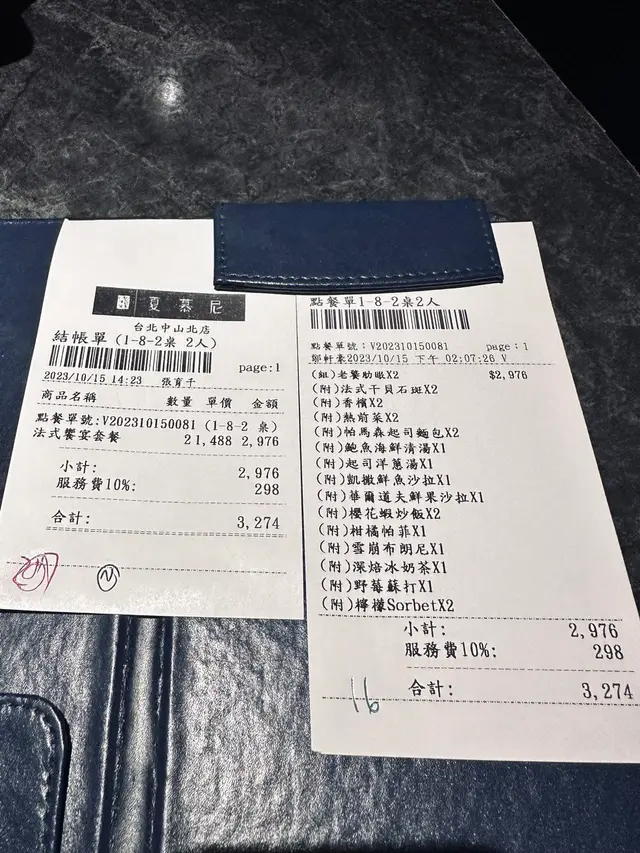 夏慕尼
台北中山北店
結帳單 (1-8-2桌 2人)
page:1
2023/10/15 14:23 張育千
商品名稱 數量 單價 金額
點餐單號:V202310150081 (1-8-2 桌)
法式饗宴套餐 2 1,488 2,976
小計: 2,976
服務費10%: 298
合計: 3,274
點餐單1-8-2桌2人
點餐單號:V202310150081 page:1
鄔軒豪2023/10/15 下午 02:07:26 V
(組)老饕肋眼X2 $2,976
(附)法式干貝石斑X2
(附)香檳X2
(附)熱前菜X2
(附)帕馬森起司麵包X2
(附)鮑魚海鮮清湯X1
(附)起司洋蔥湯X1
(附)凱撒鮮魚沙拉X1
(附)華爾道夫鮮果沙拉X1
(附)櫻花蝦炒飯X2
(附)柑橘帕菲X1
(附)雪崩布朗尼X1
(附)深焙冰奶茶X1
(附)野莓蘇打X1
(附)檸檬SorbetX2
小計: 2,976
服務費10%: 298
合計: 3,274
16